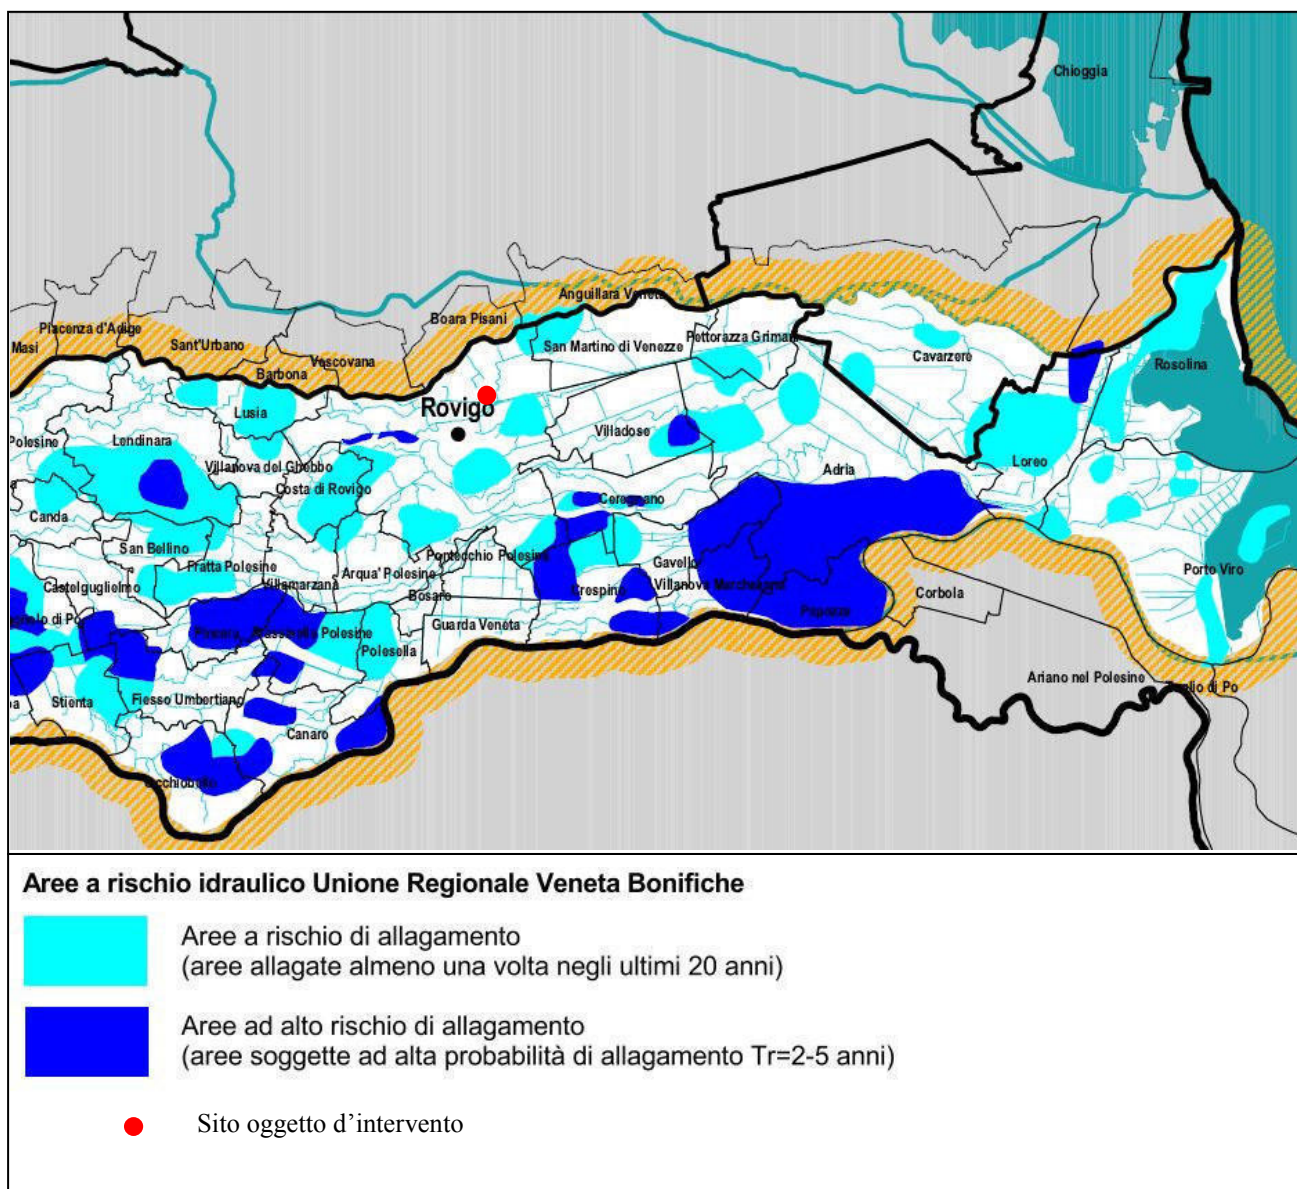 Chioggia
Anguillara Veneta
Boara Pisani
Piacenza d'Adige
Masi
Sant'Urbano
Vescovana
Barbona
San Martino di Venezze
Pettorazza Grimani
Cavarzere
Rosolina
Rovigo
Lusia
Polesine
Lendinara
Villadose
Villanova del Ghebbo
Costa di Rovigo
Adria
Loreo
Ceregnano
Canda
San Bellino
Fratta Polesine
Pontecchio Polesine
Gavello
Porto Viro
Castelguglielmo
Villamarzana
Arqua' Polesine
Bosaro
Crespino
Villanova Marchesana
Corbola
Papozze
Guarda Veneta
Polesine
Polesella
Ariano nel Polesine
Stienta
Fiesso Umbertiano
Canaro
Occhiobello
Aree a rischio idraulico Unione Regionale Veneta Bonifiche
Aree a rischio di allagamento
(aree allagate almeno una volta negli ultimi 20 anni)
Aree ad alto rischio di allagamento
(aree soggette ad alta probabilità di allagamento Tr=2-5 anni)
Sito oggetto d'intervento